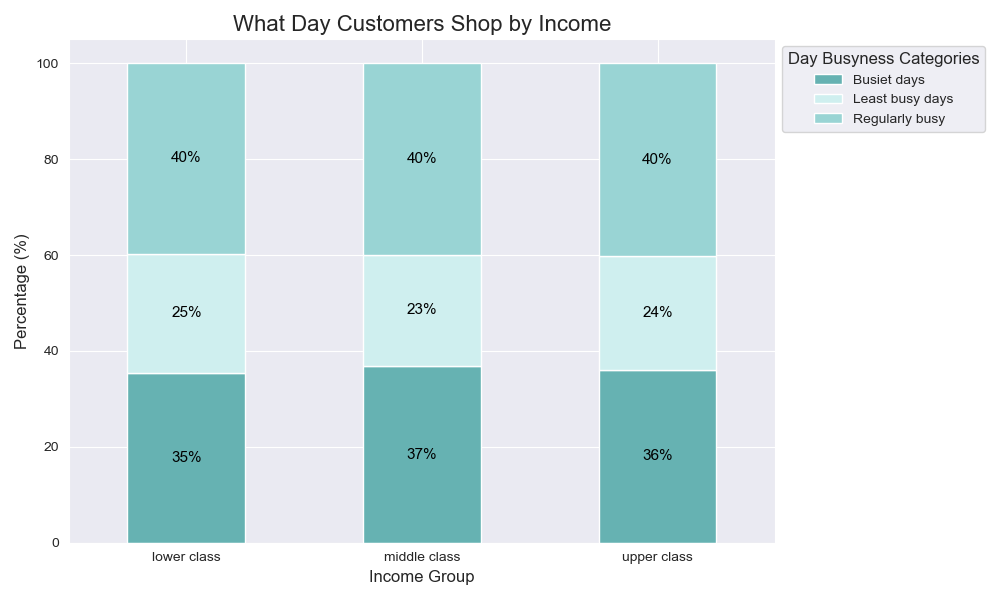 What Day Customers Shop by Income
Day Busyness Categories
Busiet days
Least busy days
Regularly busy
Percentage (%)
100
80
60
40
20
0
40%
40%
40%
25%
23%
24%
35%
37%
36%
lower class
middle class
upper class
Income Group